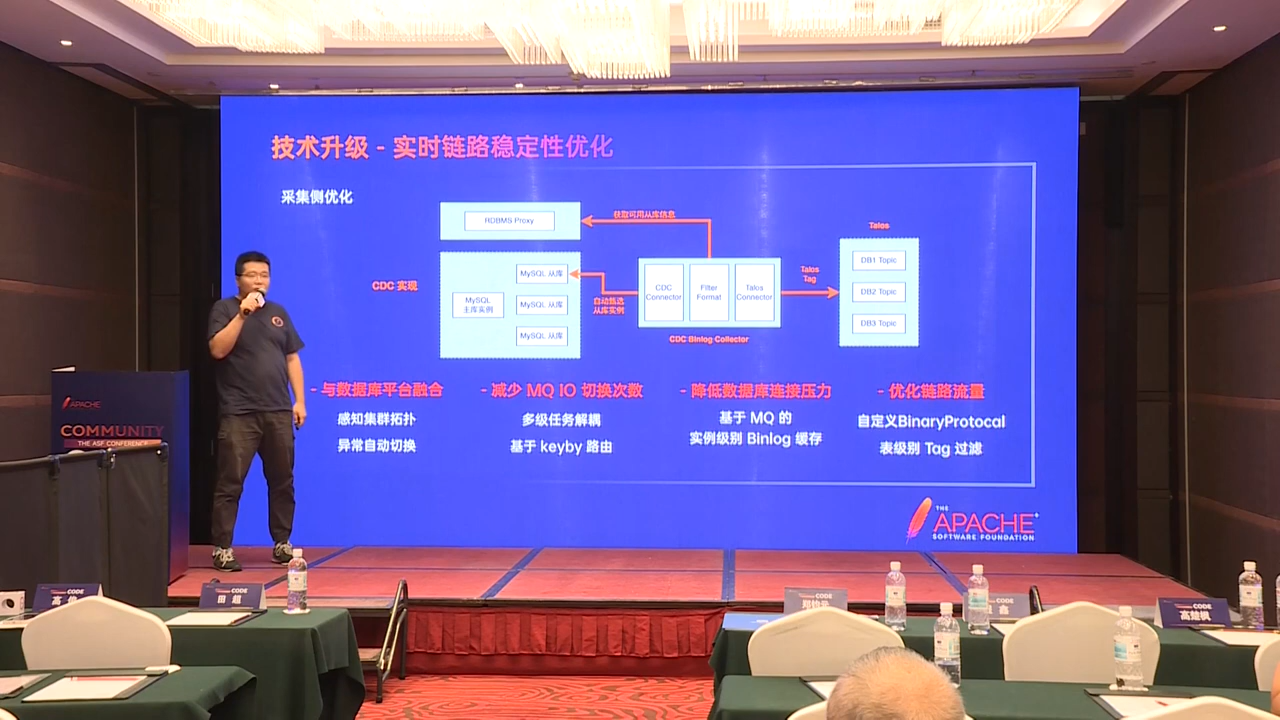 技术升级 - 实时链路稳定性优化
采集侧优化
RDBMS Proxy
获取可用从库信息
Talos
CDC 实现
MySQL
主库实例
MySQL 从库
MySQL 从库
MySQL 从库
自动甄选
从库实例
CDC
Connector
Filter
Format
Talos
Connector
CDC Binlog Collector
Talos
Tag
DB1 Topic
DB2 Topic
DB3 Topic
- 与数据库平台融合
感知集群拓扑
异常自动切换
- 减少 MQ IO 切换次数
多级任务解耦
基于 keyby 路由
- 降低数据库连接压力
基于 MQ 的
实例级别 Binlog 缓存
- 优化链路流量
自定义BinaryProtocal
表级别 Tag 过滤
THE
APACHE
SOFTWARE FOUNDATION
APACHE
COMMUNITY
THE ASF CONFERENCE
CODE
CODE
田 超
CODE
CODE
CODE
高楚枫